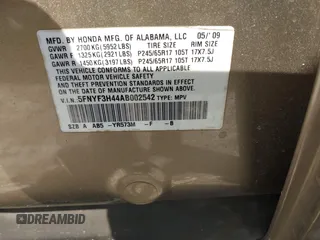 MFD. BY HONDA MFG. OF ALABAMA, LLC 05/'09
GVWR 2700 KG (5952 LBS) TIRE SIZE RIM SIZE
GAWR F 1325 KG (2921 LBS) P245/65R17 105T 17X7.5J
GAWR R 1450 KG (3197 LBS) P245/65R17 105T 17X7.5J
THIS VEHICLE CONFORMS TO ALL APPLICABLE
FEDERAL MOTOR VEHICLE SAFETY AND THEFT
PREVENTION STANDARDS IN EFFECT ON THE DATE
OF MANUFACTURE SHOWN ABOVE.
V.I.N. 5FNYF3H44AB002542 TYPE: MPV
SZB A AB5 -YR573M -F -B
DREAMBID